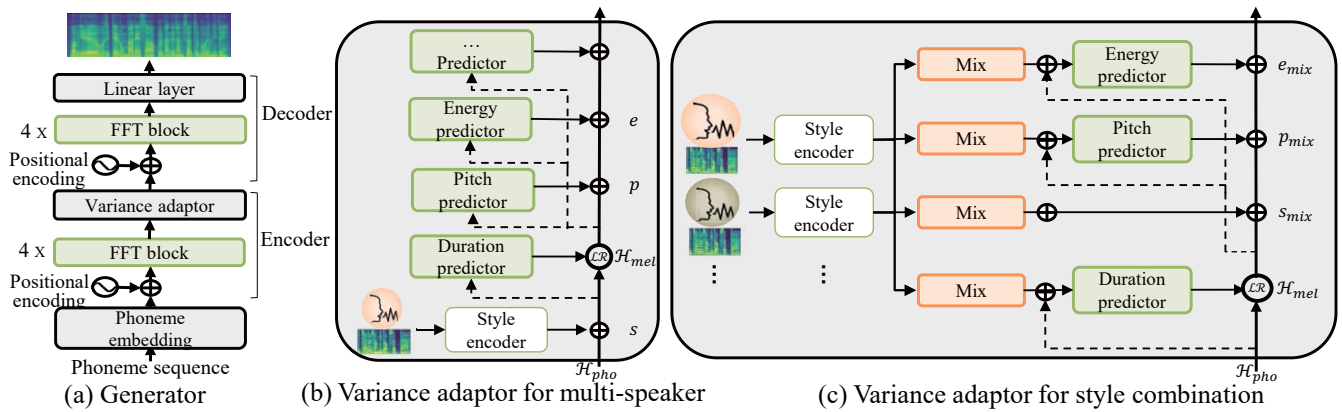 Linear layer
4 x
FFT block
Positional
encoding
Decoder
Variance adaptor
4 x
FFT block
Positional
encoding
Encoder
Phoneme
embedding
Phoneme sequence
(a) Generator
...
Predictor
Energy
predictor
e
Pitch
predictor
p
Duration
predictor
LR
ℋmel
Style
encoder
s
ℋpho
(b) Variance adaptor for multi-speaker
Style
encoder
Style
encoder
⋮
⋮
Mix
Energy
predictor
emix
Mix
Pitch
predictor
pmix
Mix
smix
Mix
Duration
predictor
LR
ℋmel
ℋpho
(c) Variance adaptor for style combination